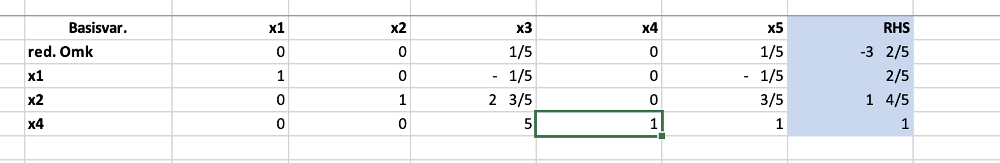 Basisvar. x1 x2 x3 x4 x5 RHS
red. Omk 0 0 1/5 0 1/5 -3 2/5
x1 1 0 - 1/5 0 - 1/5 2/5
x2 0 1 2 3/5 0 3/5 1 4/5
x4 0 0 5 1 1 1